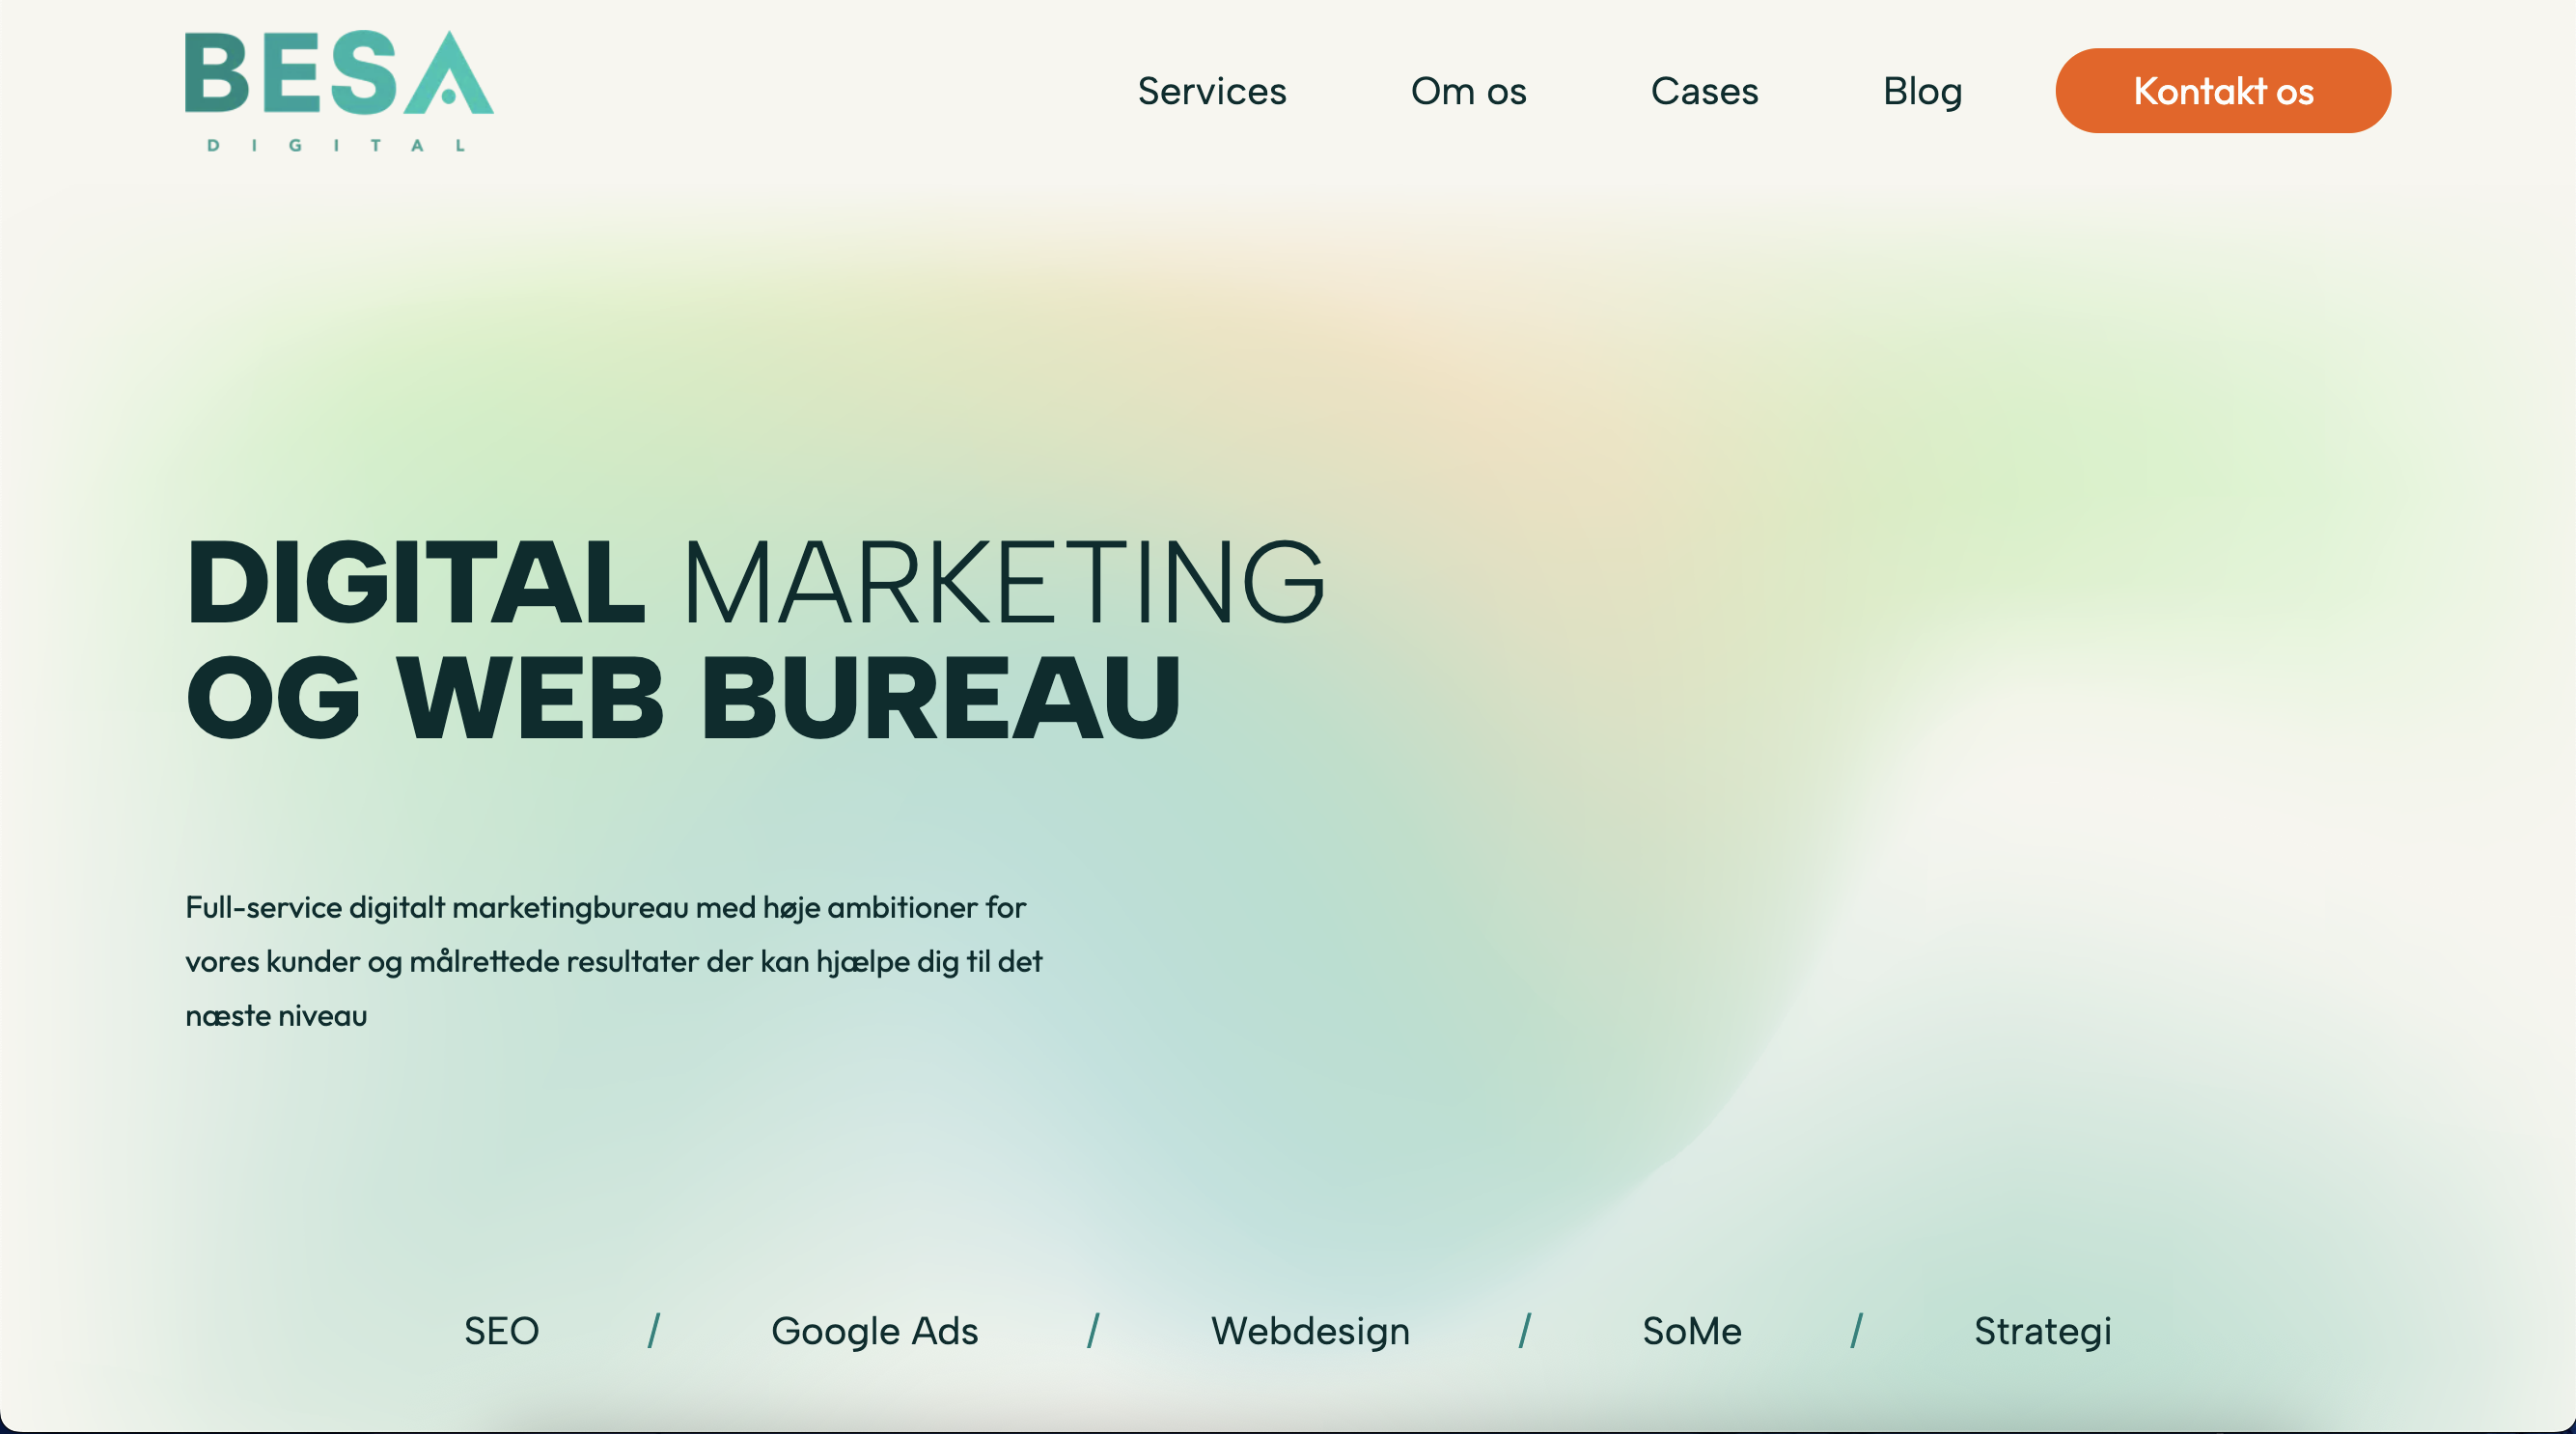 BESA
DIGITAL
Services
Om os
Cases
Blog
Kontakt os
DIGITAL MARKETING
OG WEB BUREAU
Full-service digitalt marketingbureau med høje ambitioner for
vores kunder og målrettede resultater der kan hjælpe dig til det
næste niveau
SEO / Google Ads / Webdesign / SoMe / Strategi